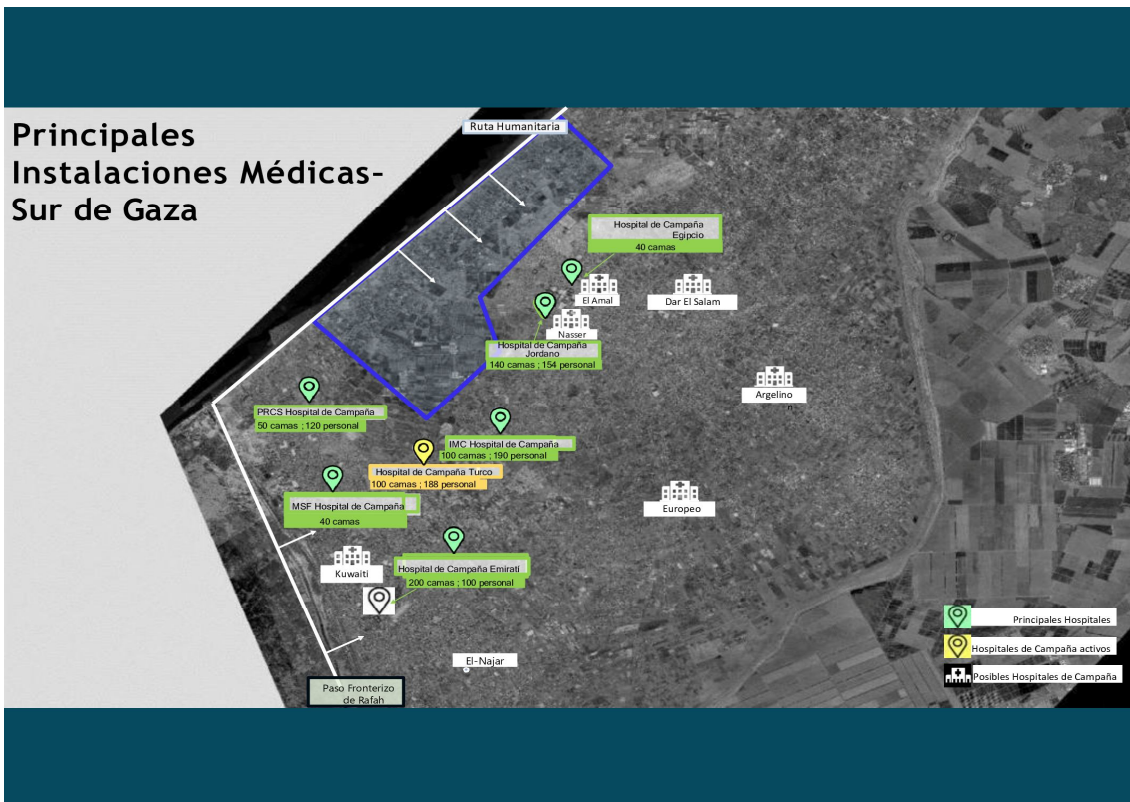 Principales
Instalaciones Médicas-
Sur de Gaza
Ruta Humanitaria
Hospital de Campaña
Egipcio
40 camas
El Amal
Dar El Salam
Nasser
Hospital de Campaña
Jordano
140 camas ; 154 personal
Argelino
n
PRCS Hospital de Campaña
50 camas ; 120 personal
IMC Hospital de Campaña
100 camas ; 190 personal
Hospital de Campaña Turco
100 camas ; 188 personal
MSF Hospital de Campaña
40 camas
Europeo
Kuwaiti
Hospital de Campaña Emiratí
200 camas ; 100 personal
El-Najar
Paso Fronterizo
de Rafah
Principales Hospitales
Hospitales de Campaña activos
Posibles Hospitales de Campaña